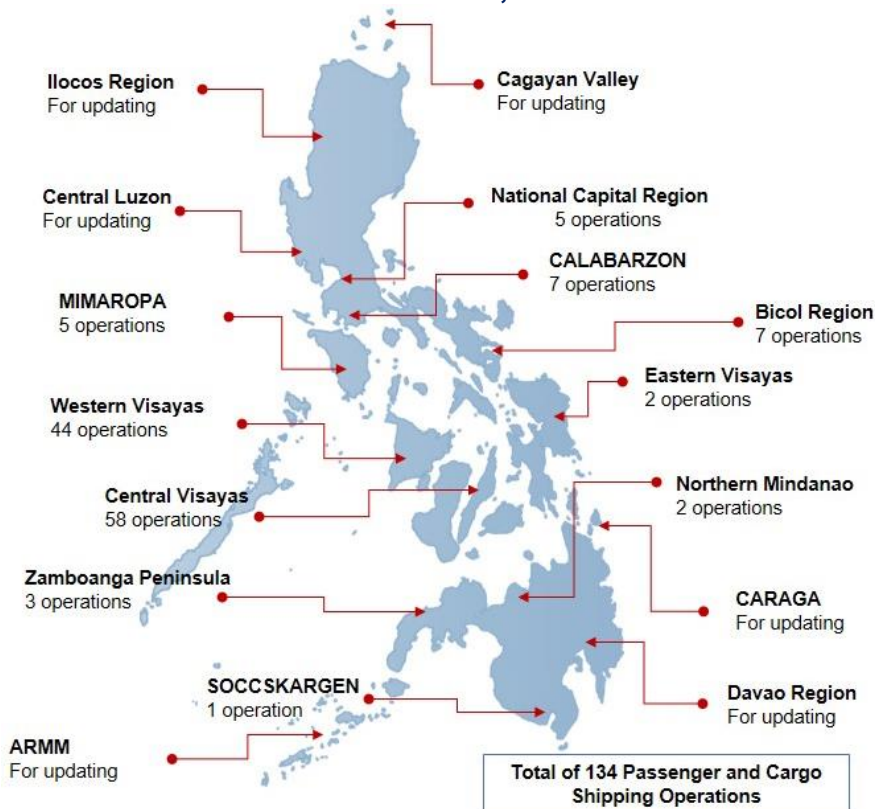 Ilocos Region
For updating
Cagayan Valley
For updating
Central Luzon
For updating
National Capital Region
5 operations
CALABARZON
7 operations
MIMAROPA
5 operations
Bicol Region
7 operations
Eastern Visayas
2 operations
Western Visayas
44 operations
Northern Mindanao
2 operations
Central Visayas
58 operations
Zamboanga Peninsula
3 operations
CARAGA
For updating
SOCCSKARGEN
1 operation
Davao Region
For updating
ARMM
For updating
Total of 134 Passenger and Cargo
Shipping Operations